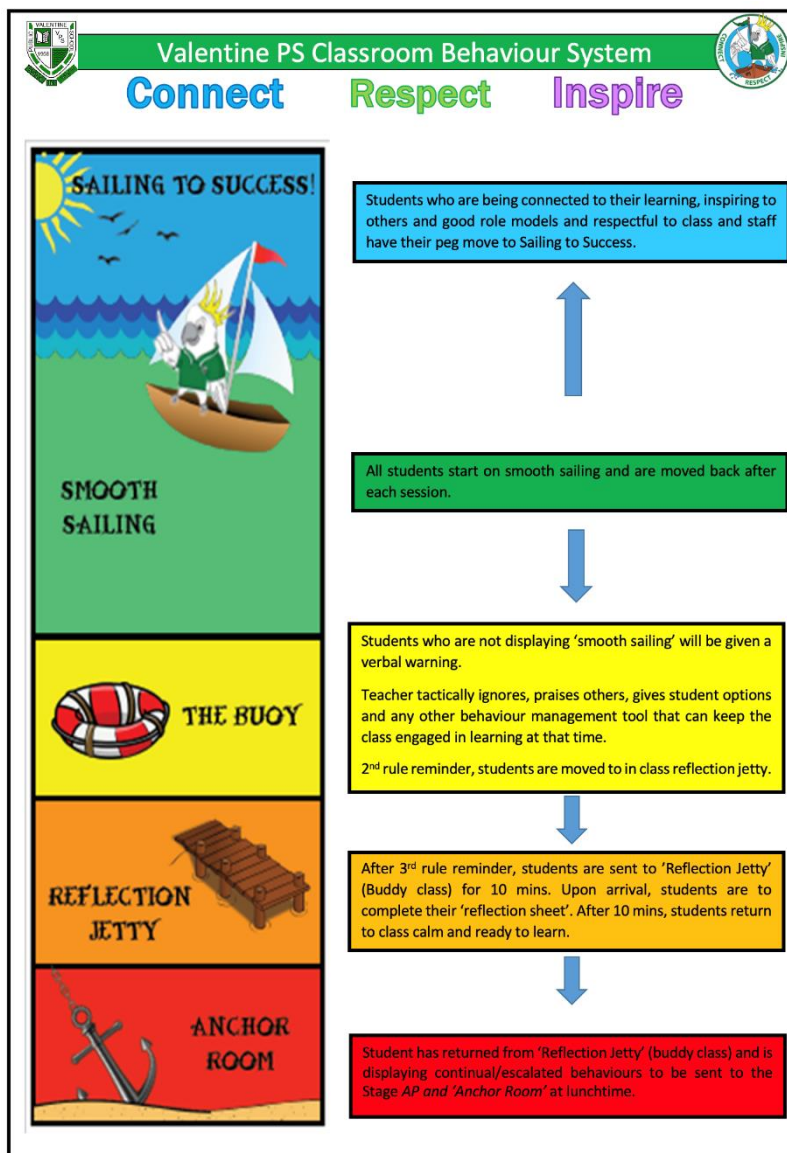 VALENTINE
Valentine PS Classroom Behaviour System
CONNECT
INSPIRE
RESPECT
Connect Respect Inspire
SAILING TO SUCCESS!
Students who are being connected to their learning, inspiring to
others and good role models and respectful to class and staff
have their peg move to Sailing to Success.
SMOOTH
SAILING
All students start on smooth sailing and are moved back after
each session.
THE BUOY
Students who are not displaying ‘smooth sailing’ will be given a
verbal warning.
Teacher tactically ignores, praises others, gives student options
and any other behaviour management tool that can keep the
class engaged in learning at that time.
2nd rule reminder, students are moved to in class reflection jetty.
REFLECTION
JETTY
After 3rd rule reminder, students are sent to ’Reflection Jetty’
(Buddy class) for 10 mins. Upon arrival, students are to
complete their ‘reflection sheet’. After 10 mins, students return
to class calm and ready to learn.
ANCHOR
ROOM
Student has returned from ‘Reflection Jetty’ (buddy class) and is
displaying continual/escalated behaviours to be sent to the
Stage AP and ‘Anchor Room’ at lunchtime.